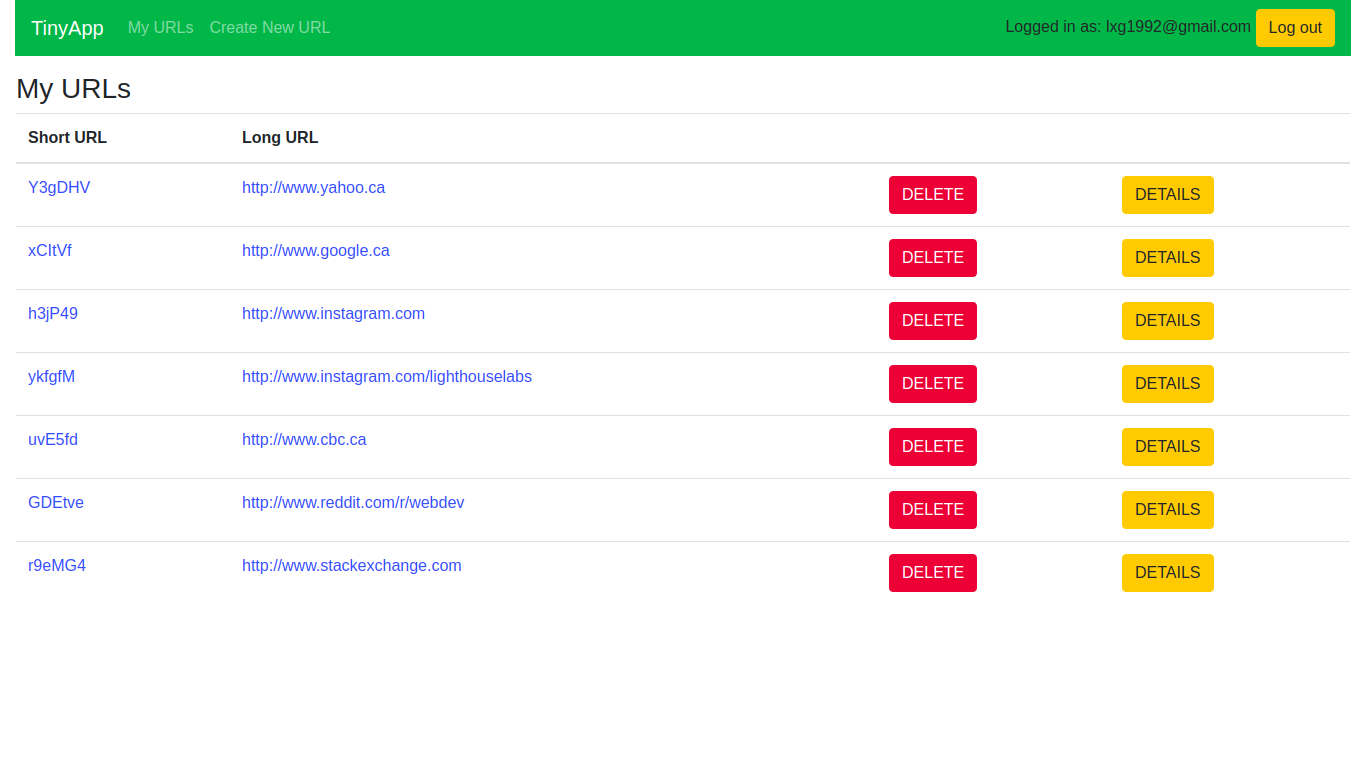 TinyApp My URLs Create New URL Logged in as: lxg1992@gmail.com Log out
My URLs
Short URL Long URL
Y3gDHV http://www.yahoo.ca DELETE DETAILS
xCItVf http://www.google.ca DELETE DETAILS
h3jP49 http://www.instagram.com DELETE DETAILS
ykfgfM http://www.instagram.com/lighthouselabs DELETE DETAILS
uvE5fd http://www.cbc.ca DELETE DETAILS
GDEtve http://www.reddit.com/r/webdev DELETE DETAILS
r9eMG4 http://www.stackexchange.com DELETE DETAILS